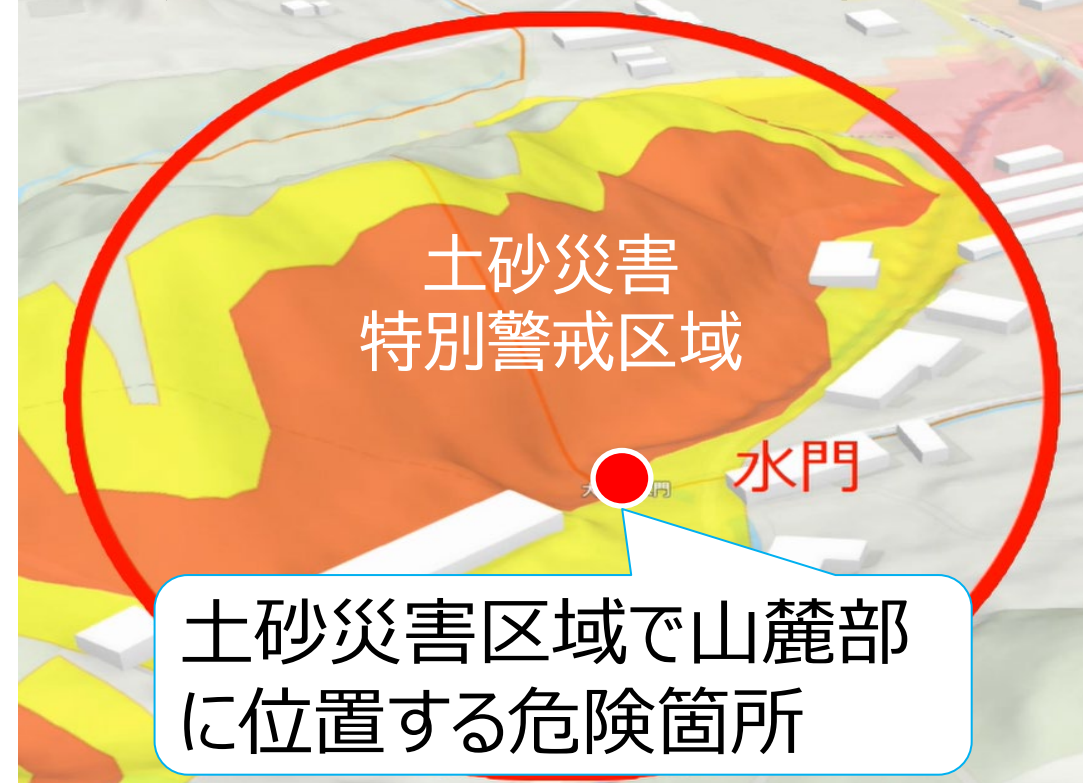 土砂災害
特別警戒区域
水門
土砂災害区域で山麓部
に位置する危険箇所